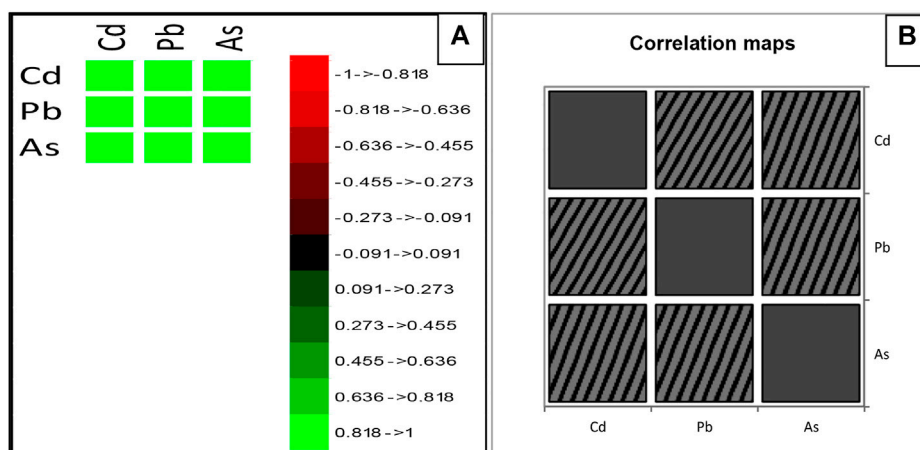 A
Cd Pb As
Cd
Pb
As
-1->-0.818
-0.818->-0.636
-0.636->-0.455
-0.455->-0.273
-0.273->-0.091
-0.091->0.091
0.091->0.273
0.273->0.455
0.455->0.636
0.636->0.818
0.818->1
B
Correlation maps
Cd
Pb
As
Cd Pb As